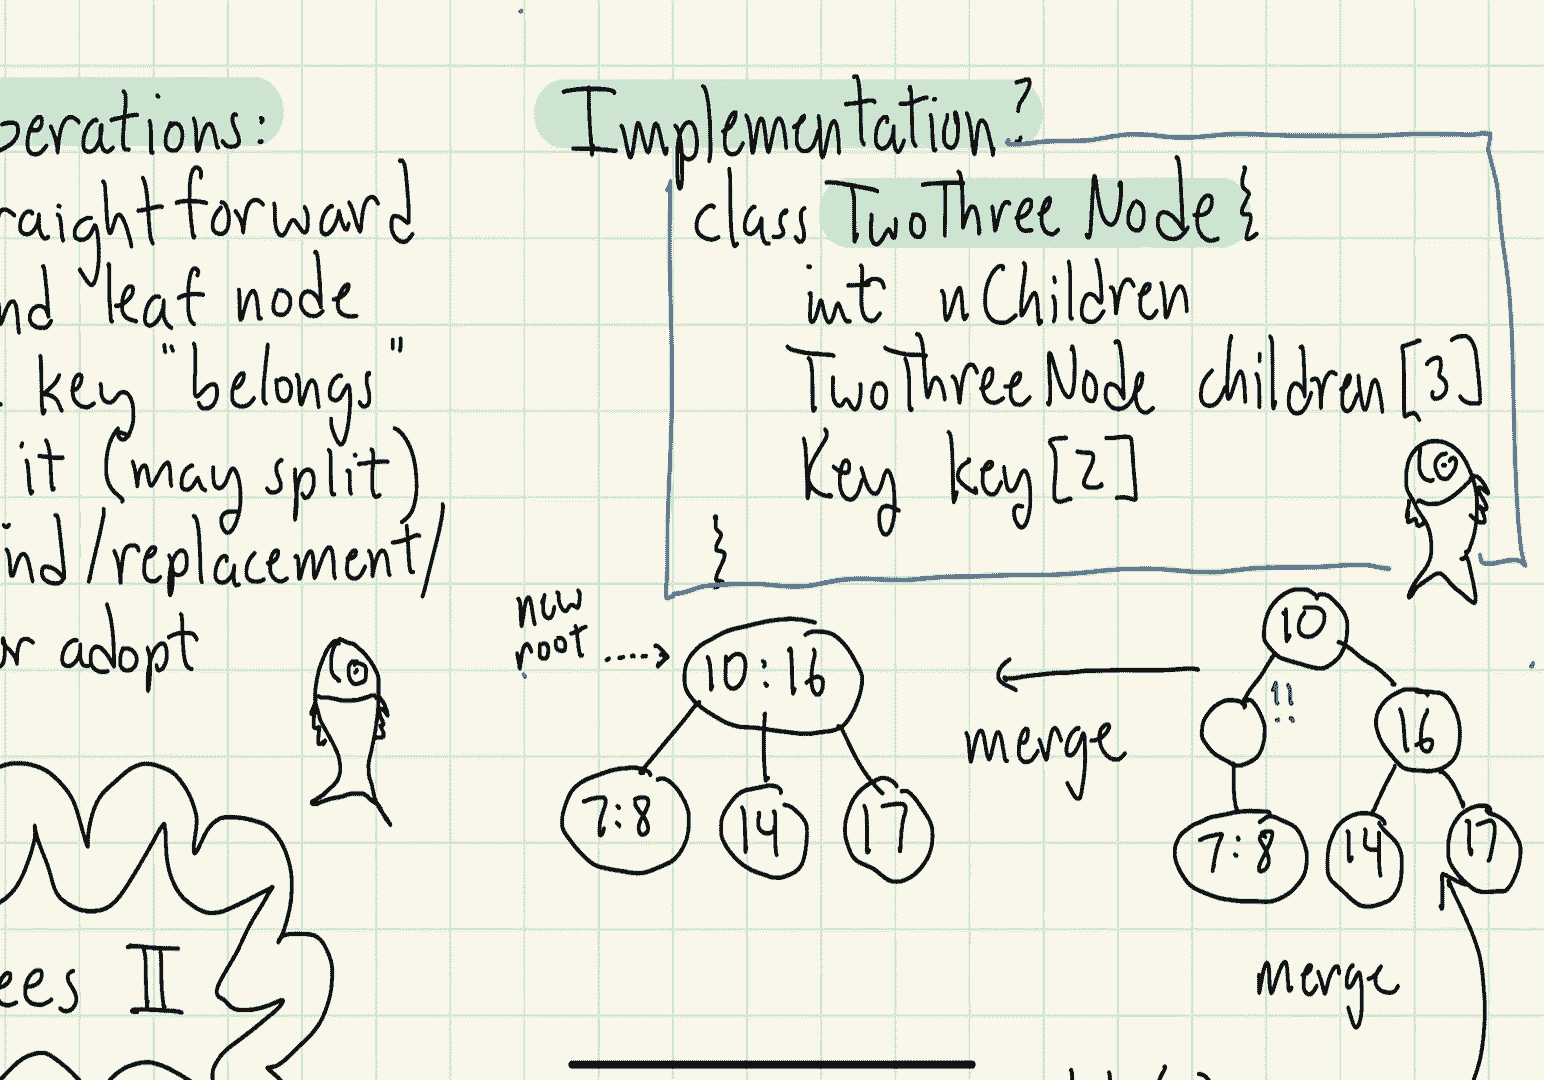 perations:
raightforward
nd leaf node
key "belongs"
it (may split)
ind/replacement/
or adopt
ees II
Implementation?
class TwoThreeNode {
int nChildren
TwoThreeNode children[3]
Key key[2]
}
new
root
10:16
7:8
14
17
merge
10
!!
16
7:8
14
17
merge